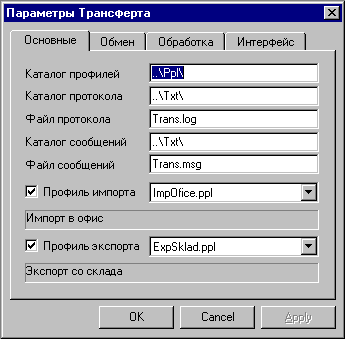 Параметры Трансферта
Основные Обмен Обработка Интерфейс
Каталог профилей ..\Ppl\
Каталог протокола ..\Txt\
Файл протокола Trans.log
Каталог сообщений ..\Txt\
Файл сообщений Trans.msg
Профиль импорта ImpOfice.ppl
Импорт в офис
Профиль экспорта ExpSklad.ppl
Экспорт со склада
OK Cancel Apply